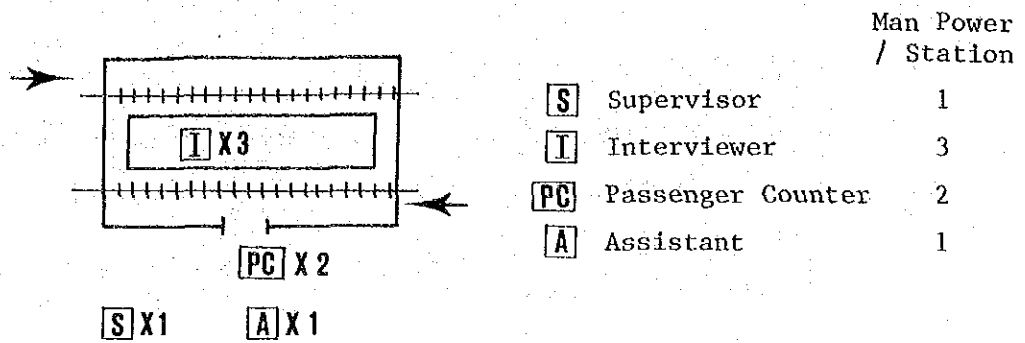 Man Power
/ Station
S Supervisor 1
I Interviewer 3
PC Passenger Counter 2
A Assistant 1
I X3
PC X 2
S X1 A X 1